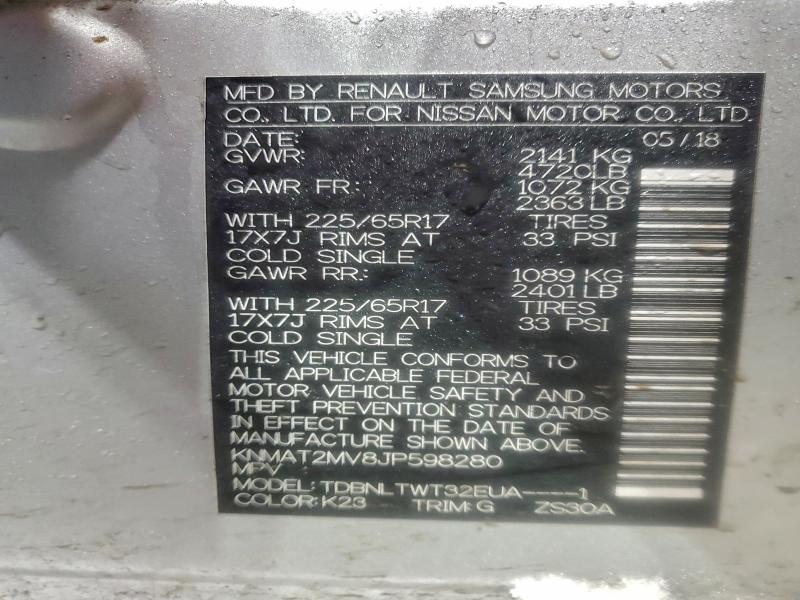 MFD BY RENAULT SAMSUNG MOTORS
CO., LTD. FOR NISSAN MOTOR CO., LTD.
DATE: 05/18
GVWR: 2141 KG
4720LB
GAWR FR: 1072 KG
2363LB
WITH 225/65R17 TIRES
17X7J RIMS AT 33 PSI
COLD SINGLE
GAWR RR.: 1089 KG
2401LB
WITH 225/65R17 TIRES
17X7J RIMS AT 33 PSI
COLD SINGLE
THIS VEHICLE CONFORMS TO
ALL APPLICABLE FEDERAL
MOTOR VEHICLE SAFETY AND
THEFT PREVENTION STANDARDS
IN EFFECT ON THE DATE OF
MANUFACTURE SHOWN ABOVE.
KNMAT2MV8JP598280
MPV
MODEL: TDBNLTWT32EUA----1
COLOR: K23 TRIM: G ZS30A